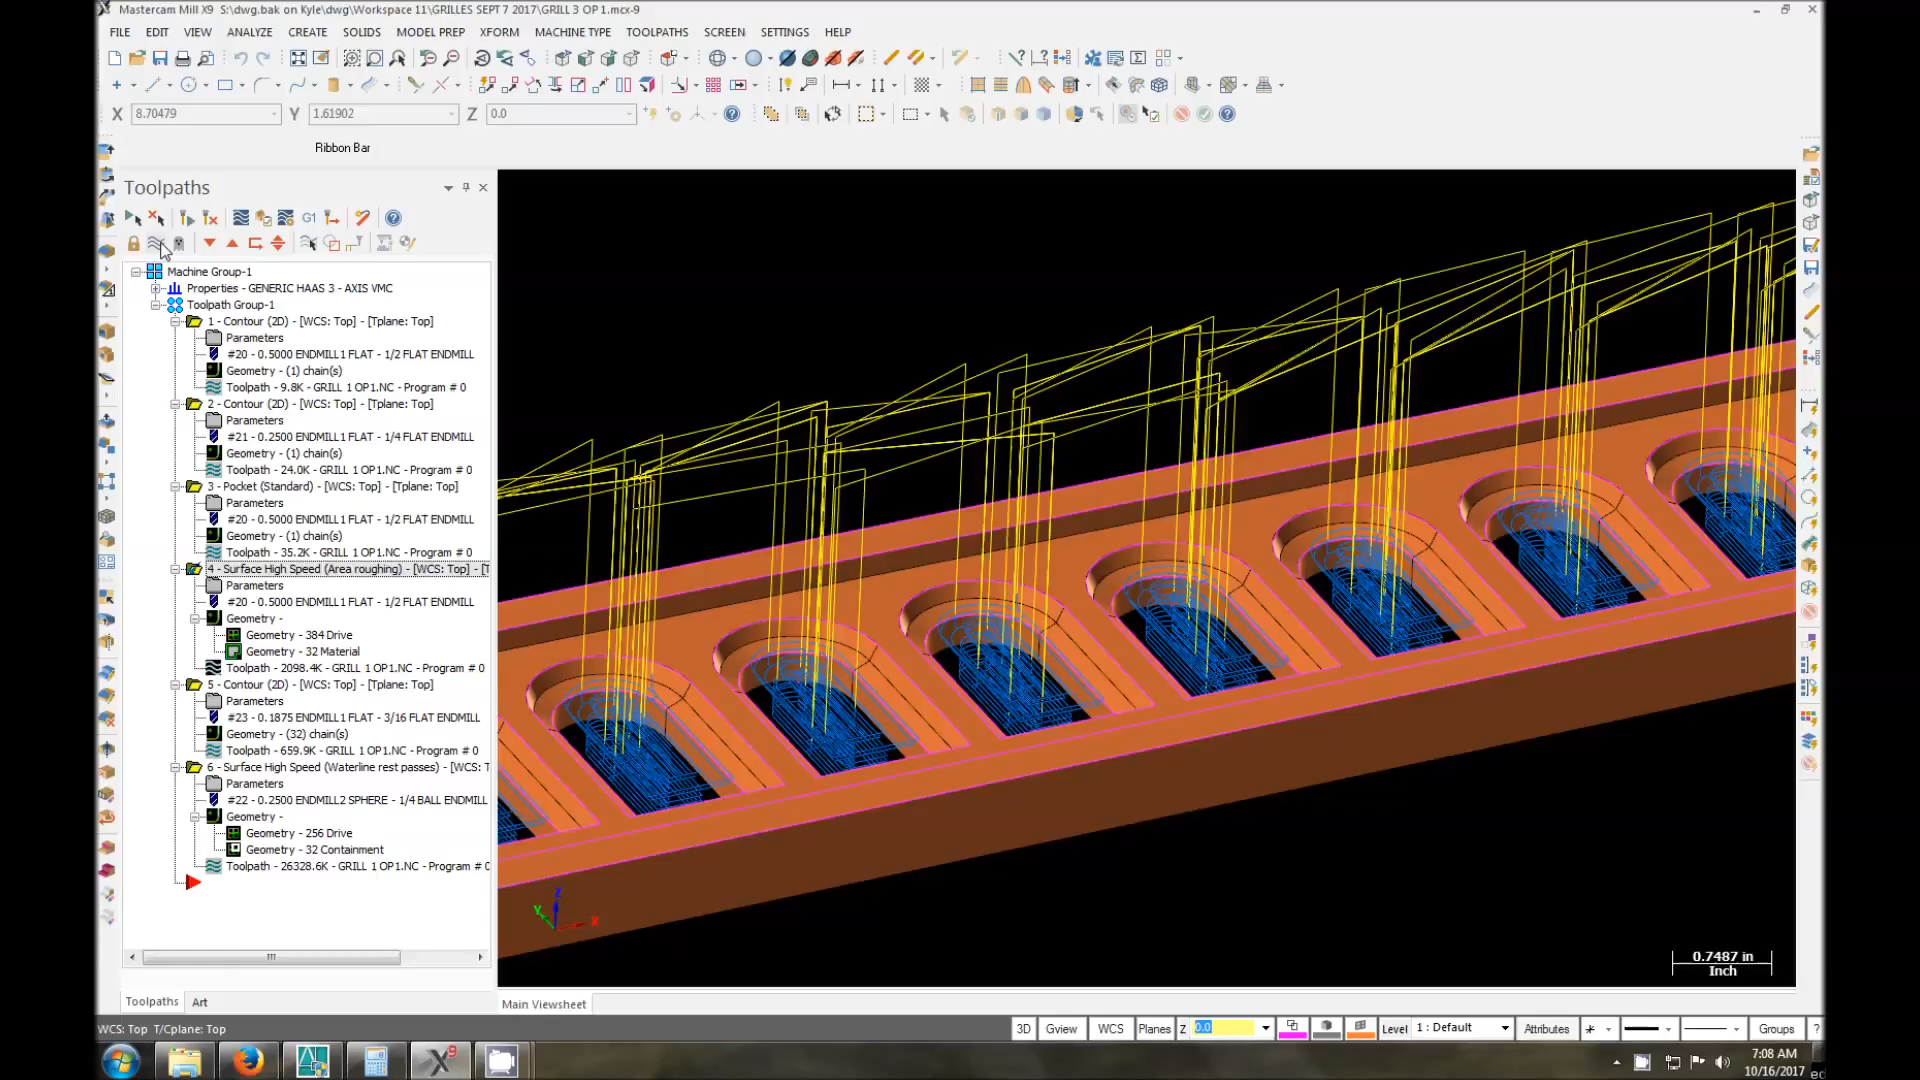 Mastercam Mill X9 S:\dwg.bak on Kyle\dwg\Workspace 11\GRILLES SEPT 7 2017\GRILL 3 OP 1.mcx-9
FILE EDIT VIEW ANALYZE CREATE SOLIDS MODEL PREP XFORM MACHINE TYPE TOOLPATHS SCREEN SETTINGS HELP
X 8.70479 Y 1.61902 Z 0.0
Ribbon Bar
Toolpaths
G1
Machine Group-1
Properties - GENERIC HAAS 3 - AXIS VMC
Toolpath Group-1
1 - Contour (2D) - [WCS: Top] - [Tplane: Top]
Parameters
#20 - 0.5000 ENDMILL1 FLAT - 1/2 FLAT ENDMILL
Geometry - (1) chain(s)
Toolpath - 9.8K - GRILL 1 OP1.NC - Program # 0
2 - Contour (2D) - [WCS: Top] - [Tplane: Top]
Parameters
#21 - 0.2500 ENDMILL1 FLAT - 1/4 FLAT ENDMILL
Geometry - (1) chain(s)
Toolpath - 24.0K - GRILL 1 OP1.NC - Program # 0
3 - Pocket (Standard) - [WCS: Top] - [Tplane: Top]
Parameters
#20 - 0.5000 ENDMILL1 FLAT - 1/2 FLAT ENDMILL
Geometry - (1) chain(s)
Toolpath - 35.2K - GRILL 1 OP1.NC - Program # 0
4 - Surface High Speed (Area roughing) - [WCS: Top] - [T
Parameters
#20 - 0.5000 ENDMILL1 FLAT - 1/2 FLAT ENDMILL
Geometry -
Geometry - 384 Drive
Geometry - 32 Material
Toolpath - 2098.4K - GRILL 1 OP1.NC - Program # 0
5 - Contour (2D) - [WCS: Top] - [Tplane: Top]
Parameters
#23 - 0.1875 ENDMILL1 FLAT - 3/16 FLAT ENDMILL
Geometry - (32) chain(s)
Toolpath - 659.9K - GRILL 1 OP1.NC - Program # 0
6 - Surface High Speed (Waterline rest passes) - [WCS: T
Parameters
#22 - 0.2500 ENDMILL2 SPHERE - 1/4 BALL ENDMILL
Geometry -
Geometry - 256 Drive
Geometry - 32 Containment
Toolpath - 26328.6K - GRILL 1 OP1.NC - Program # 0
Z
Y
X
0.7487 in
Inch
Toolpaths Art
Main Viewsheet
WCS: Top T/Cplane: Top
3D Gview WCS Planes Z 0.0 Level 1 : Default Attributes Groups ?
7:08 AM
10/16/2017